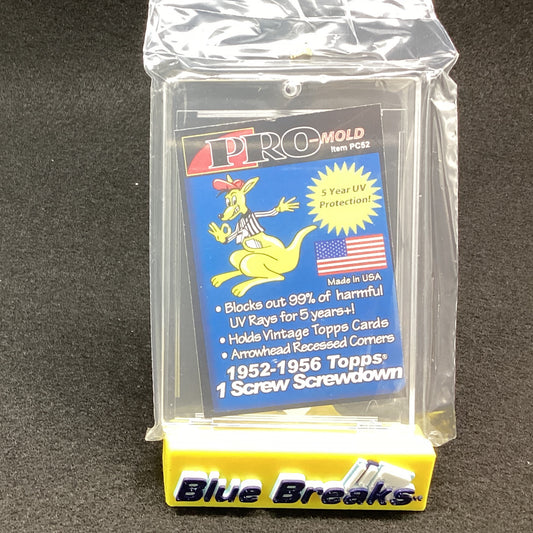 PRO-MOLD
Item PC52
5 Year UV
Protection!
Made in USA
• Blocks out 99% of harmful
UV Rays for 5 years+!
• Holds Vintage Topps Cards
• Arrowhead Recessed Corners
1952-1956 Topps®
1 Screw Screwdown
Blue Breaks